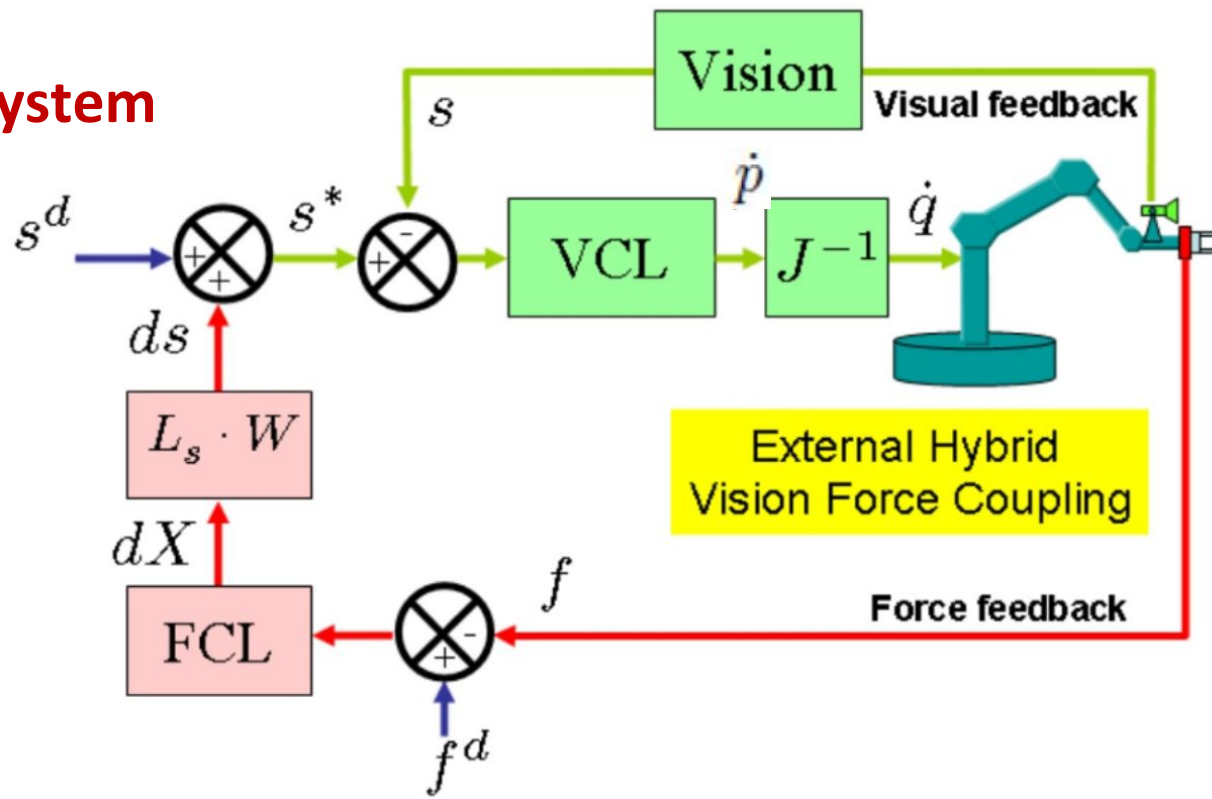 Vision
ystem
s
Visual feedback
ṗ
s^d
s*
q̇
-
+
+
+
VCL
J^{-1}
ds
L_s · W
External Hybrid
Vision Force Coupling
dX
f
Force feedback
FCL
-
+
f^d